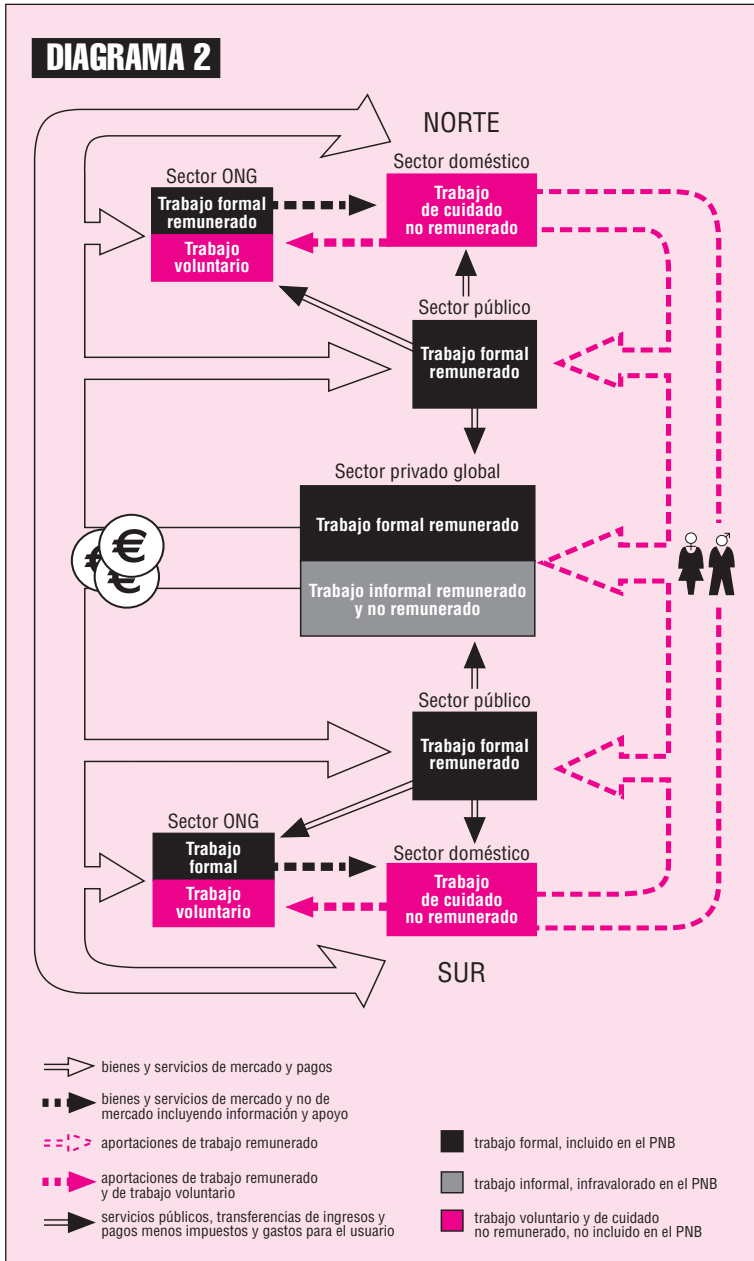 DIAGRAMA 2
NORTE
Sector ONG
Trabajo formal
remunerado
Trabajo
voluntario
Sector doméstico
Trabajo
de cuidado
no remunerado
Sector público
Trabajo formal
remunerado
Sector privado global
Trabajo formal remunerado
Trabajo informal remunerado
y no remunerado
€
€
€
Sector público
Trabajo formal
remunerado
Sector ONG
Trabajo
formal
Trabajo
voluntario
Sector doméstico
Trabajo
de cuidado
no remunerado
SUR
bienes y servicios de mercado y pagos
bienes y servicios de mercado y no de
mercado incluyendo información y apoyo
aportaciones de trabajo remunerado
aportaciones de trabajo remunerado
y de trabajo voluntario
servicios públicos, transferencias de ingresos y
pagos menos impuestos y gastos para el usuario
trabajo formal, incluido en el PNB
trabajo informal, infravalorado en el PNB
trabajo voluntario y de cuidado
no remunerado, no incluido en el PNB